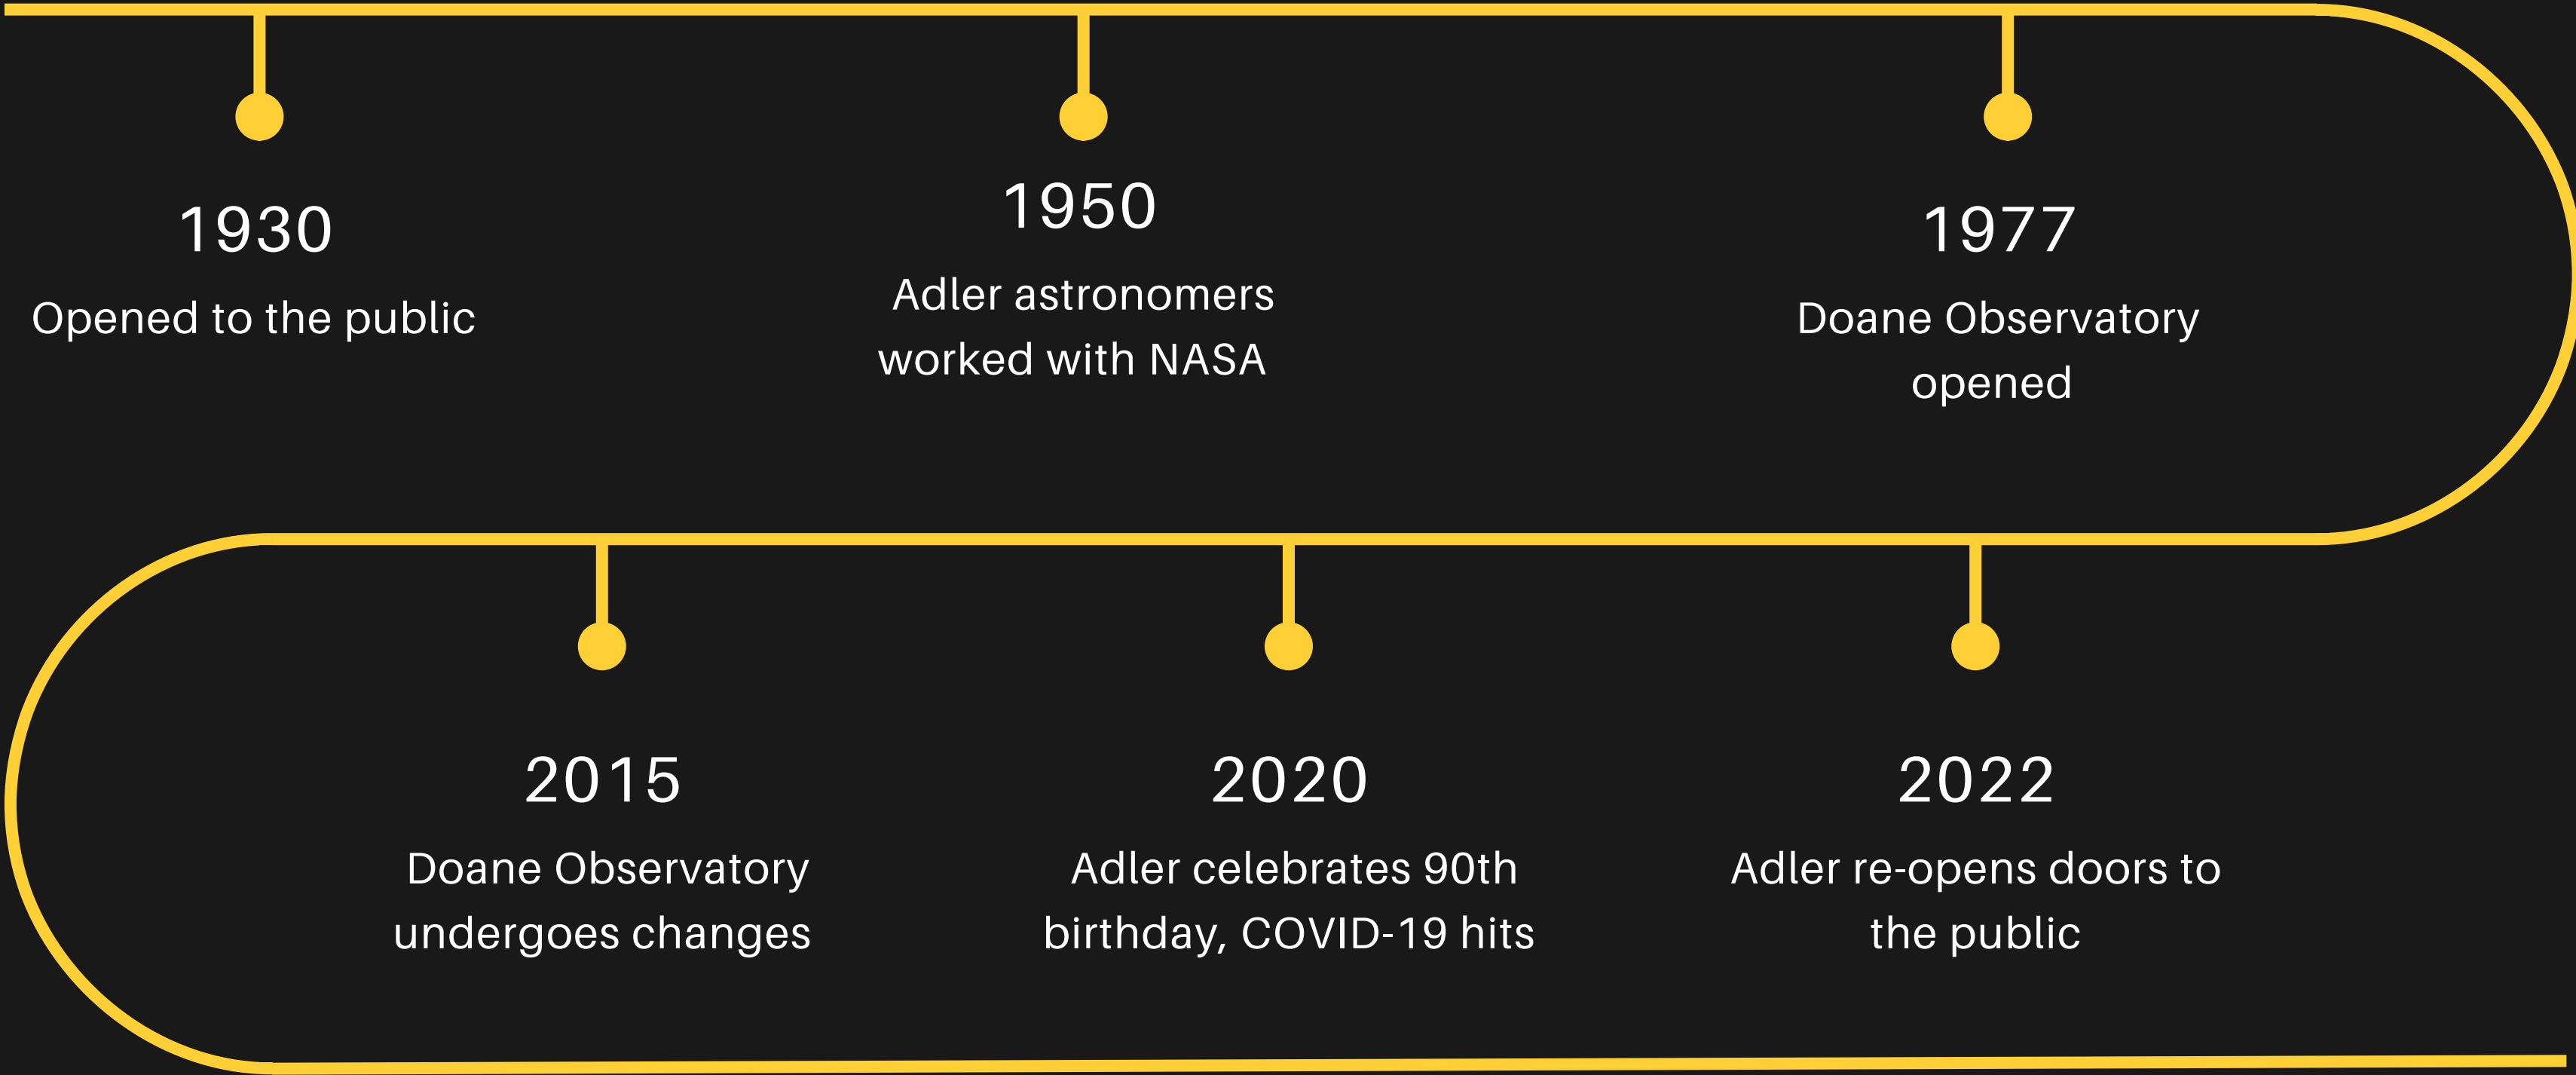 1930
Opened to the public
1950
Adler astronomers
worked with NASA
1977
Doane Observatory
opened
2015
Doane Observatory
undergoes changes
2020
Adler celebrates 90th
birthday, COVID-19 hits
2022
Adler re-opens doors to
the public